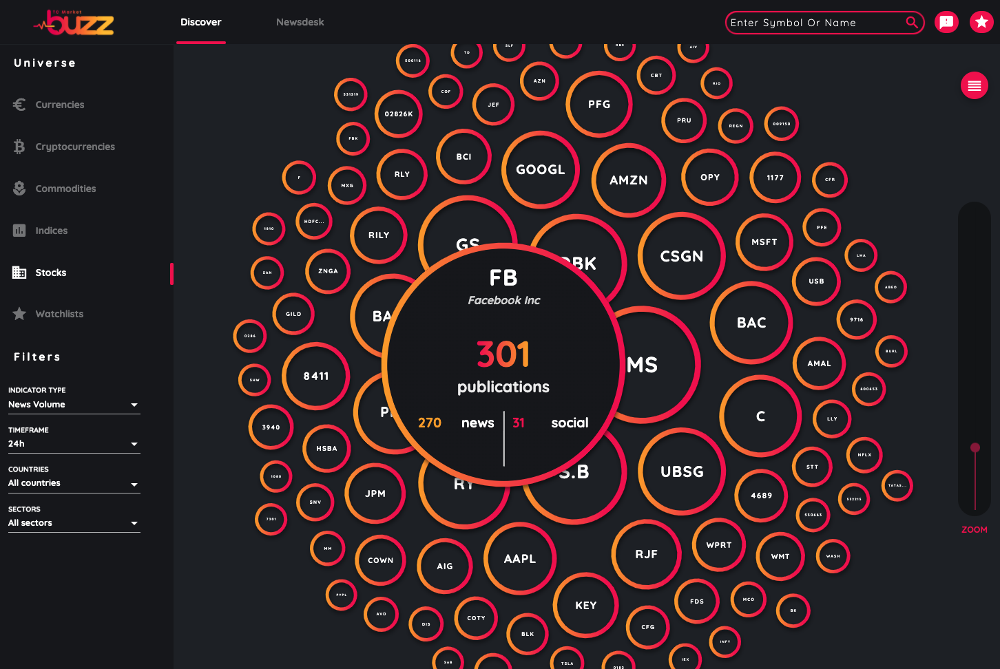 TG Market
buzz
Discover
Newsdesk
Enter Symbol Or Name
Universe
Currencies
Cryptocurrencies
Commodities
Indices
Stocks
Watchlists
Filters
INDICATOR TYPE
News Volume
TIMEFRAME
24h
COUNTRIES
All countries
SECTORS
All sectors
SLF
RBC
AIV
TD
500116
CBT
AZN
RIO
COF
531319
JEF
PFG
02826K
PRU
REGN
009150
FBK
BCI
GOOGL
RLY
F
MXG
AMZN
OPY
1177
CFR
HDFC...
1810
RILY
GS
PFE
MSFT
CSGN
LHA
BK
ZNGA
SAN
USB
ABEO
FB
Facebook Inc
GILD
BA
BAC
9716
0386
BURL
301
publications
270 news
31 social
MS
AMAL
8411
SHW
600653
C
LLY
3940
HSBA
NFLX
STT
UBSG
S.B
1080
RY
TATAS...
JPM
4689
532215
SNV
530663
7201
MM
RJF
WPRT
WMT
WASH
COWN
AIG
AAPL
PYPL
KEY
FDS
MCO
BK
AVD
COTY
DIS
BLK
CFG
INFY
SAB
TSLA
0182
IEX
ZOOM